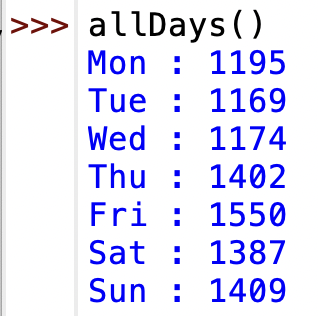 >>> allDays()
Mon : 1195
Tue : 1169
Wed : 1174
Thu : 1402
Fri : 1550
Sat : 1387
Sun : 1409